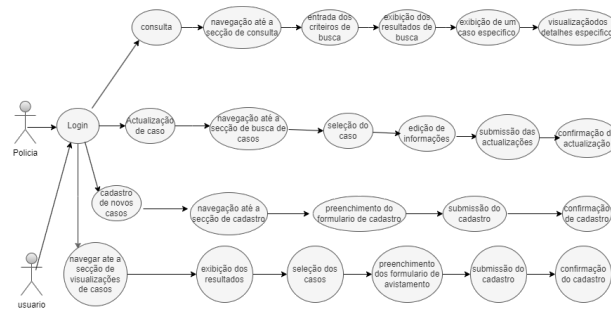 consulta
navegação até a
secção de consulta
entrada dos
criteiros de
busca
exibição dos
resultados de
busca
exibição de um
caso especifico
visualizaçãodos
detalhes especifico
Policia
Login
Actualização
de caso
navegação até a
secção de busca de
casos
seleção do
caso
edição de
informações
submissão das
actualizações
confirmação da
actualização
cadastro
de novos
casos
navegação até a
secção de cadastro
preenchimento do
formulario de cadastro
submissão do
cadastro
confirmação
de cadastro
usuario
navegar ate a
secção de
visualizações
de casos
exibição dos
resultados
seleção dos
casos
preenchimento
dos formulario de
avistamento
submissão do
cadastro
confirmação
do cadastro